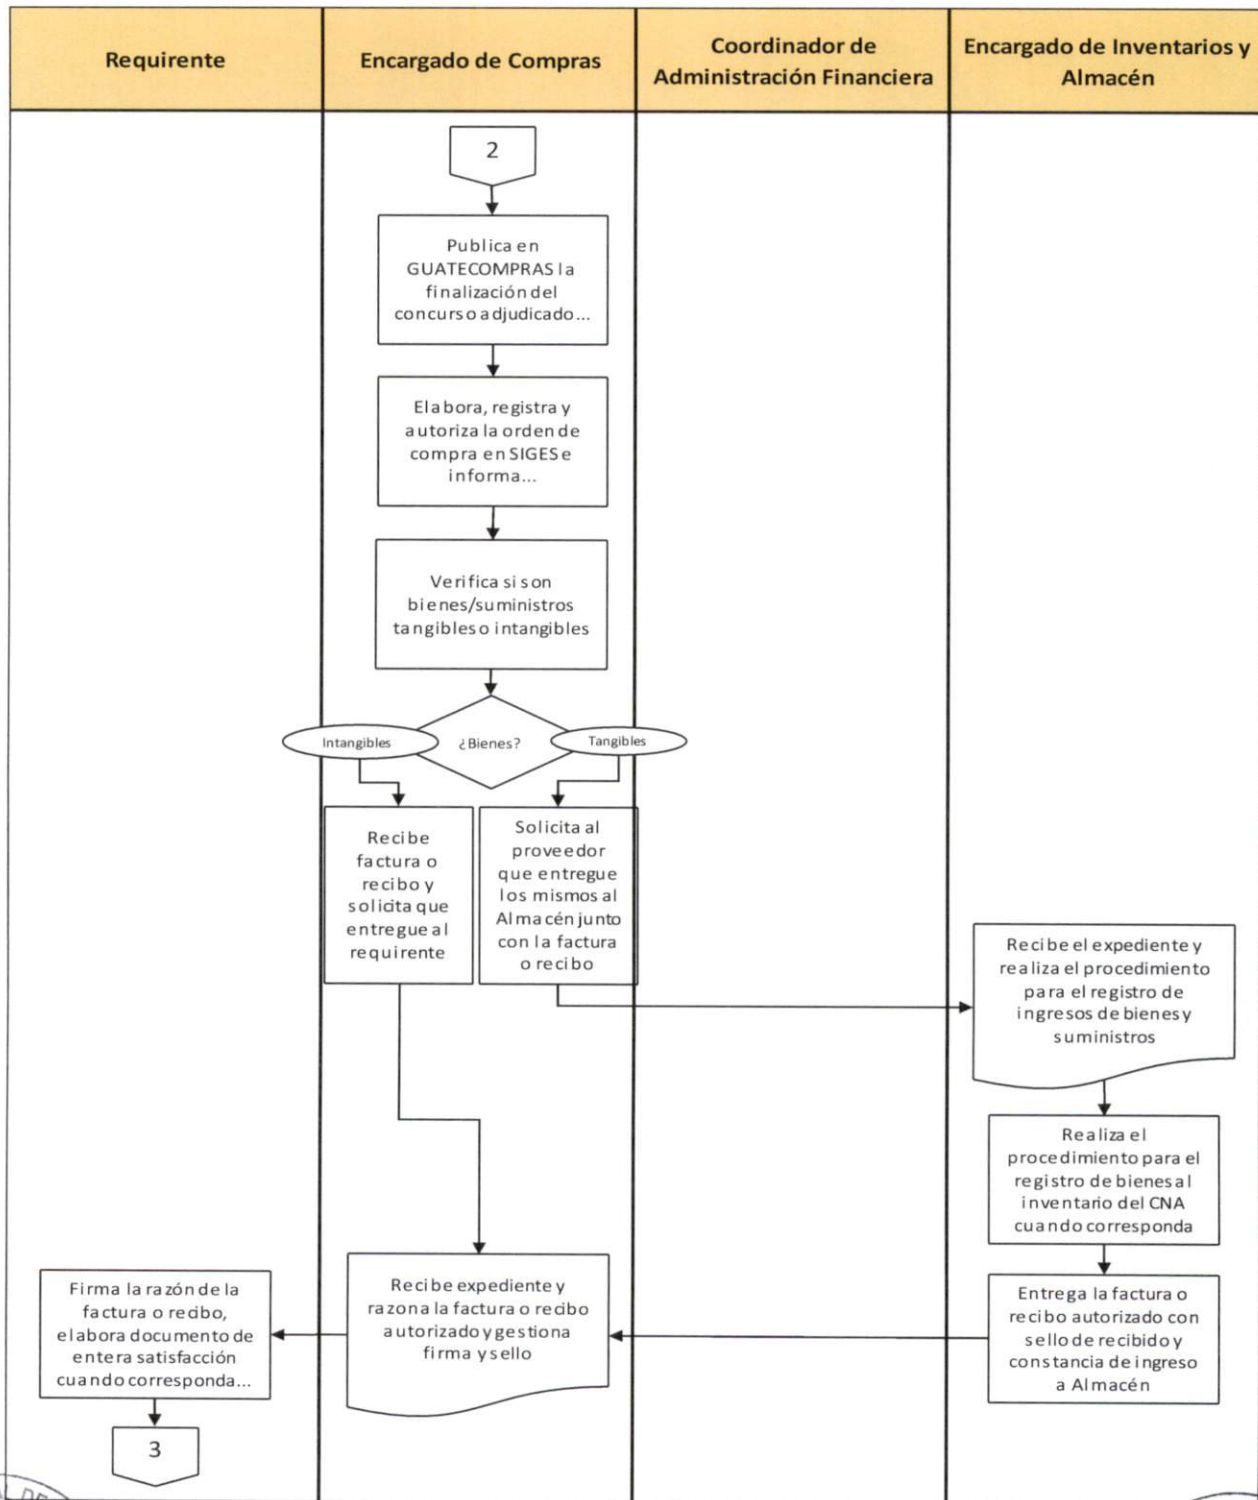 Requirente
Encargado de Compras
Coordinador de
Administración Financiera
Encargado de Inventarios y
Almacén
2
Publica en
GUATECOMPRAS la
finalización del
concurso adjudicado...
Elabora, registra y
autoriza la orden de
compra en SIGES e
informa...
Verifica si son
bienes/suministros
tangibles o intangibles
Intangibles
¿Bienes?
Tangibles
Recibe
factura o
recibo y
solicita que
entregue al
requirente
Solicita al
proveedor
que entregue
los mismos al
Almacén junto
con la factura
o recibo
Recibe el expediente y
realiza el procedimiento
para el registro de
ingresos de bienes y
suministros
Realiza el
procedimiento para el
registro de bienes al
inventario del CNA
cuando corresponda
Entrega la factura o
recibo autorizado con
sello de recibido y
constancia de ingreso
a Almacén
Recibe expediente y
razona la factura o recibo
autorizado y gestiona
firma y sello
Firma la razón de la
factura o recibo,
elabora documento de
entera satisfacción
cuando corresponda...
3
DE